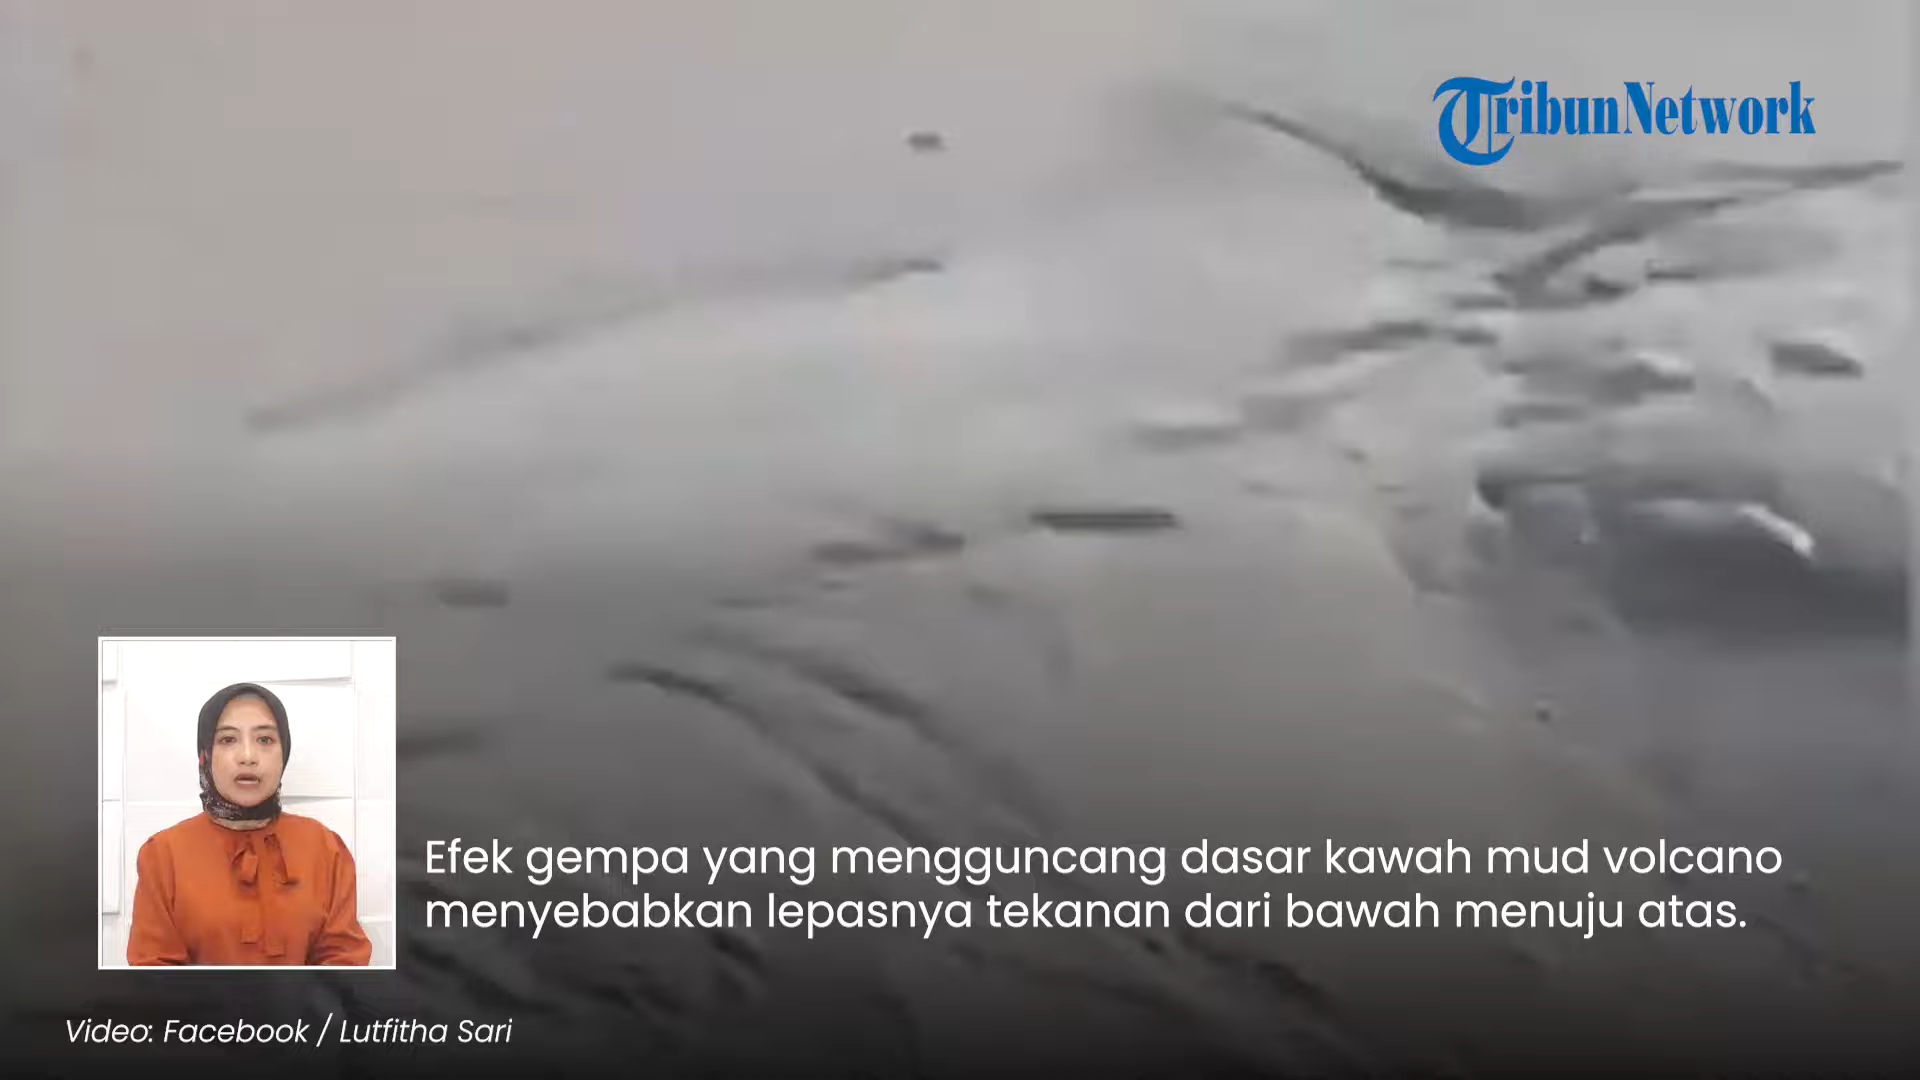 TribunNetwork
Efek gempa yang mengguncang dasar kawah mud volcano
menyebabkan lepasnya tekanan dari bawah menuju atas.
Video: Facebook / Lutfitha Sari